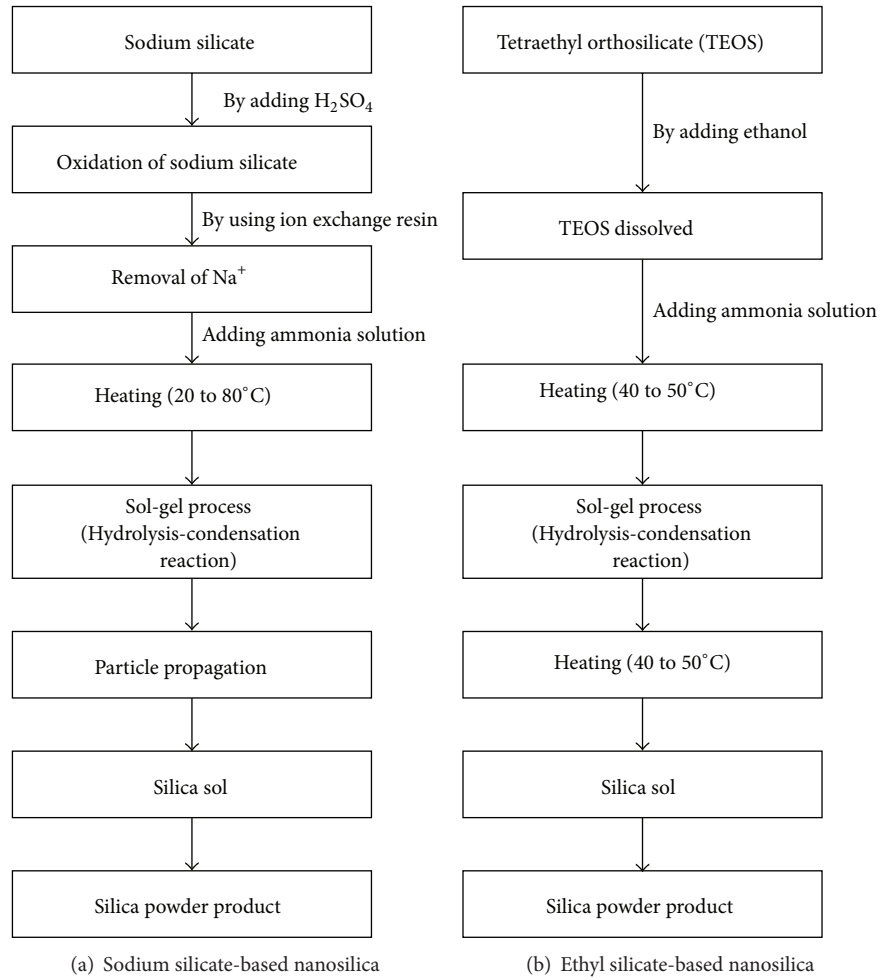 Sodium silicate
By adding H₂SO₄
Oxidation of sodium silicate
By using ion exchange resin
Removal of Na⁺
Adding ammonia solution
Heating (20 to 80°C)
Sol-gel process
(Hydrolysis-condensation
reaction)
Particle propagation
Silica sol
Silica powder product
(a) Sodium silicate-based nanosilica
Tetraethyl orthosilicate (TEOS)
By adding ethanol
TEOS dissolved
Adding ammonia solution
Heating (40 to 50°C)
Sol-gel process
(Hydrolysis-condensation
reaction)
Heating (40 to 50°C)
Silica sol
Silica powder product
(b) Ethyl silicate-based nanosilica